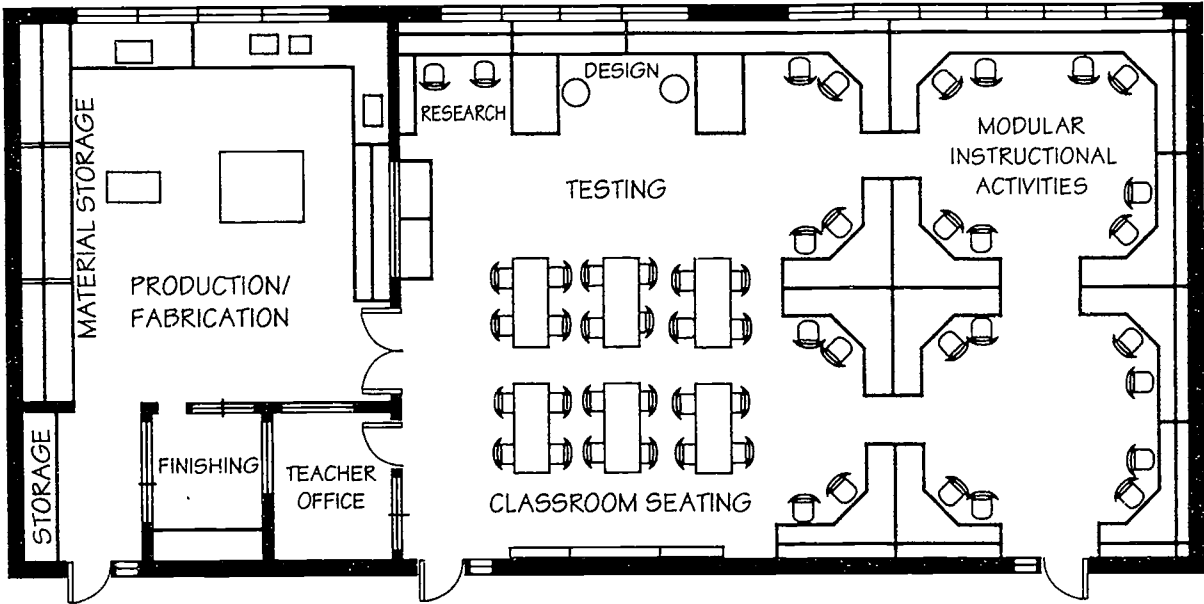 DESIGN
RESEARCH
MODULAR
INSTRUCTIONAL
ACTIVITIES
MATERIAL STORAGE
TESTING
PRODUCTION/
FABRICATION
STORAGE
FINISHING
TEACHER
OFFICE
CLASSROOM SEATING